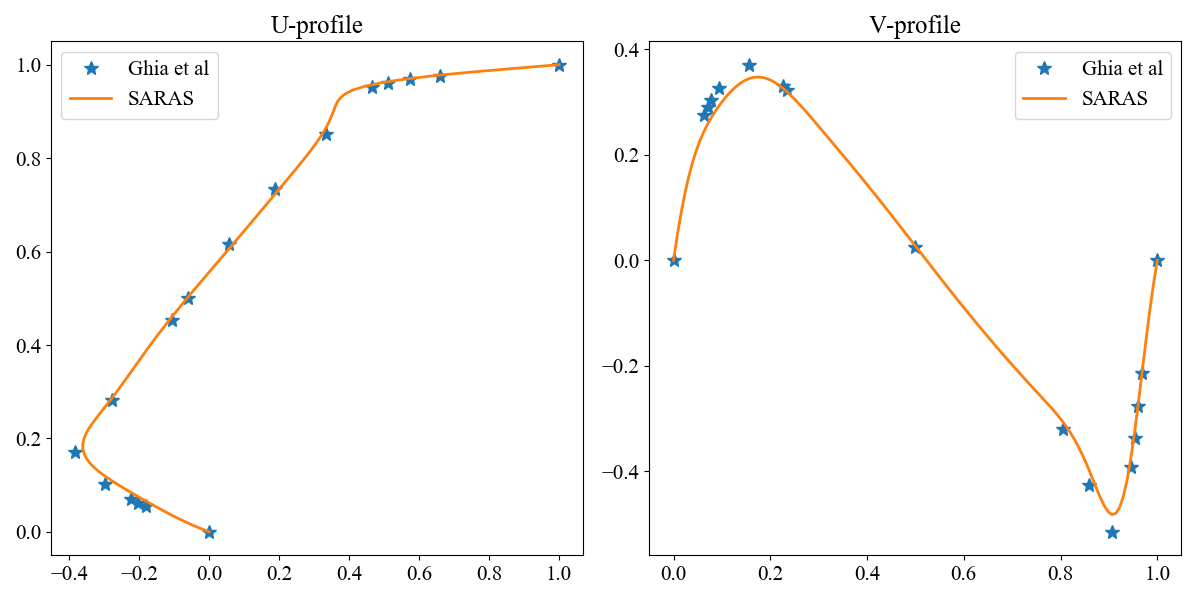 U-profile
Ghia et al
SARAS
1.0
0.8
0.6
0.4
0.2
0.0
−0.4 −0.2 0.0 0.2 0.4 0.6 0.8 1.0
V-profile
Ghia et al
SARAS
0.4
0.2
0.0
−0.2
−0.4
0.0 0.2 0.4 0.6 0.8 1.0